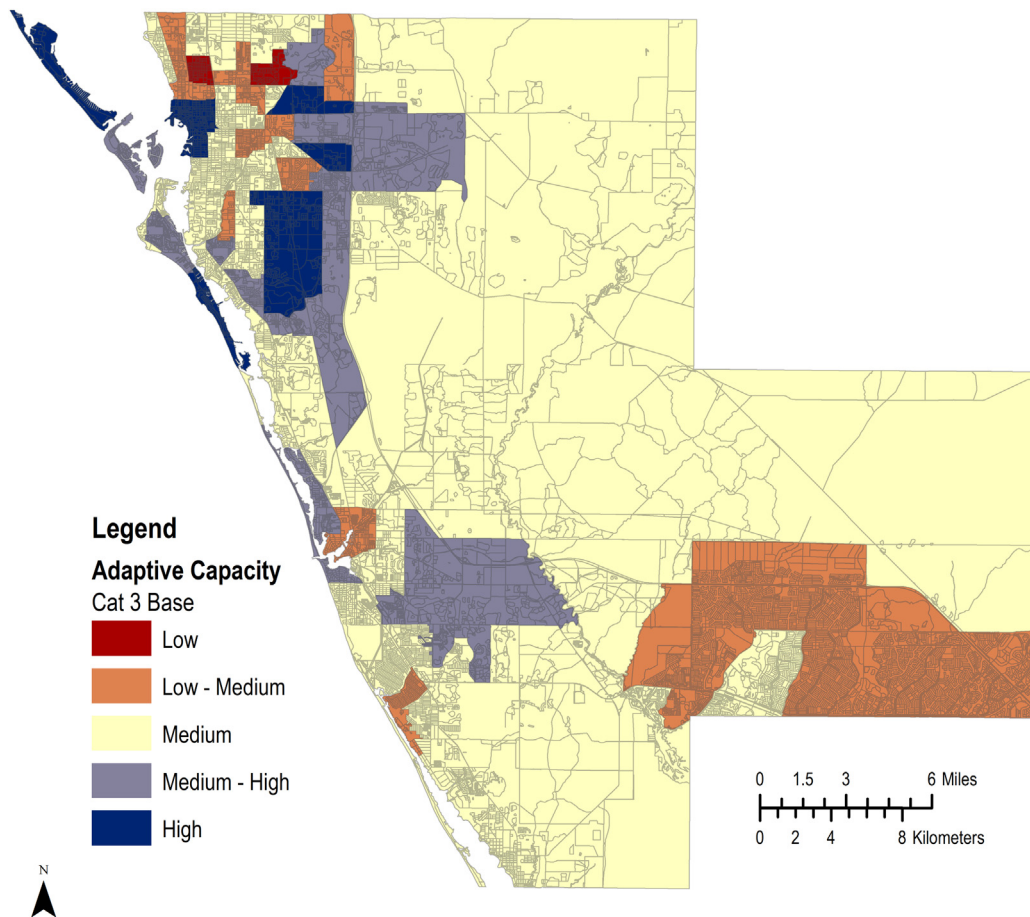 Legend
Adaptive Capacity
Cat 3 Base
Low
Low - Medium
Medium
Medium - High
High
0 1.5 3 6 Miles
0 2 4 8 Kilometers
N